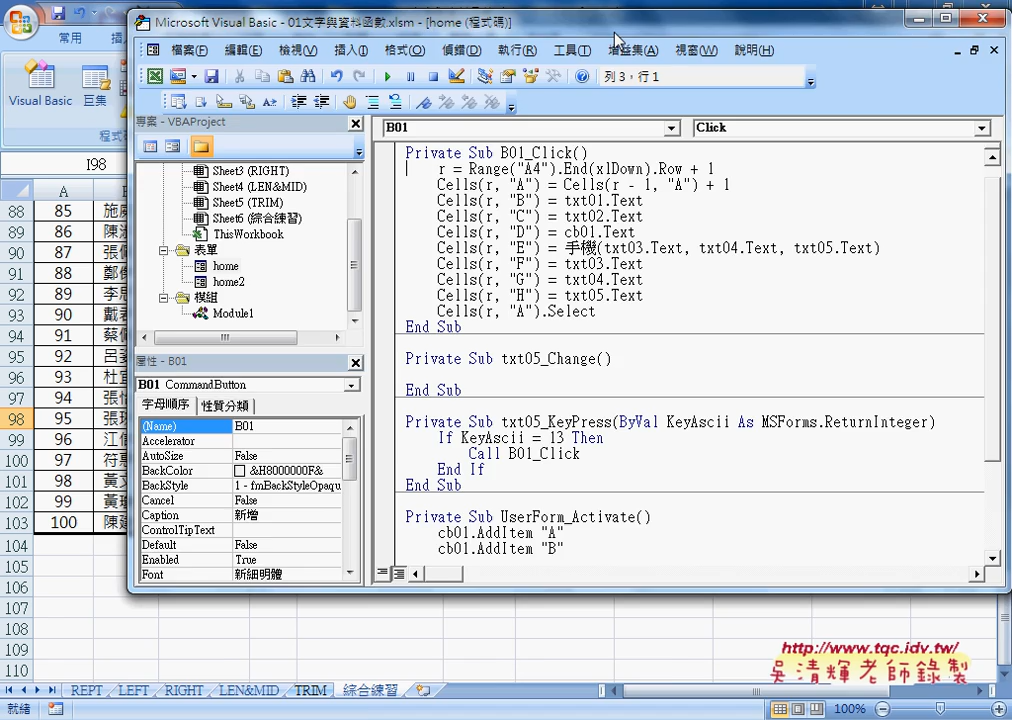 Microsoft Visual Basic - 01文字與資料函數.xlsm - [home (程式碼)]
檔案(F) 編輯(E) 檢視(V) 插入(I) 格式(O) 偵錯(D) 執行(R) 工具(T) 增益集(A) 視窗(W) 說明(H)
列 3, 行 1
常用
Visual Basic
巨集
I98
A
88 85
89 86
90 87
91 88
92 89
93 90
94 91
95 92
96 93
97 94
98 95
99 96
100 97
101 98
102 99
103 100
104
105
106
107
108
109
110
專案 - VBAProject
Sheet3 (RIGHT)
Sheet4 (LEN&MID)
Sheet5 (TRIM)
Sheet6 (綜合練習)
ThisWorkbook
表單
home
home2
模組
Module1
屬性 - B01
B01 CommandButton
字母順序 性質分類
(Name) B01
Accelerator
AutoSize False
BackColor &H8000000F&
BackStyle 1 - fmBackStyleOpaqu
Cancel False
Caption 新增
ControlTipText
Default False
Enabled True
Font 新細明體
B01 Click
Private Sub B01_Click()
r = Range("A4").End(xlDown).Row + 1
Cells(r, "A") = Cells(r - 1, "A") + 1
Cells(r, "B") = txt01.Text
Cells(r, "C") = txt02.Text
Cells(r, "D") = cb01.Text
Cells(r, "E") = 手機(txt03.Text, txt04.Text, txt05.Text)
Cells(r, "F") = txt03.Text
Cells(r, "G") = txt04.Text
Cells(r, "H") = txt05.Text
Cells(r, "A").Select
End Sub
Private Sub txt05_Change()
End Sub
Private Sub txt05_KeyPress(ByVal KeyAscii As MSForms.ReturnInteger)
If KeyAscii = 13 Then
Call B01_Click
End If
End Sub
Private Sub UserForm_Activate()
cb01.AddItem "A"
cb01.AddItem "B"
http://www.tqc.idv.tw/
吳清輝老師錄製
REPT LEFT RIGHT LEN&MID TRIM 綜合練習
就緒
100%